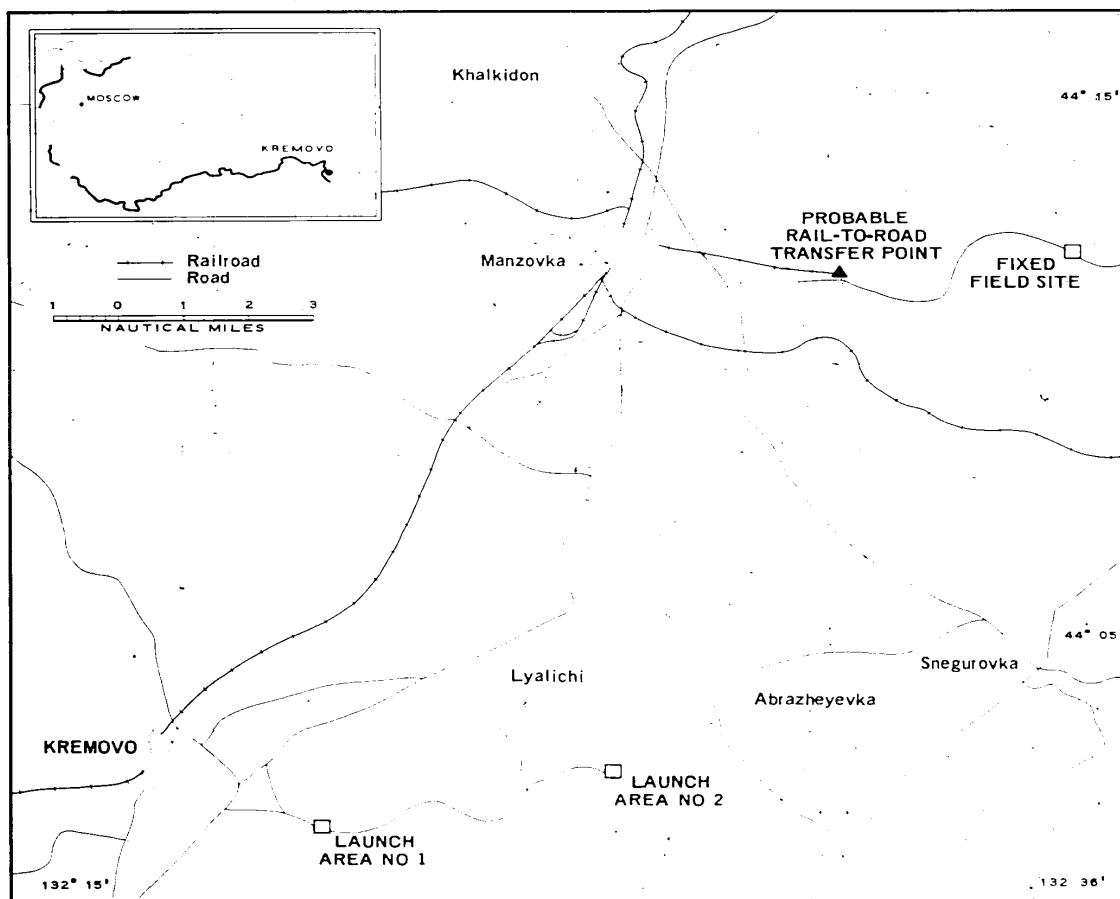 MOSCOW
KREMOVO
Khalkidon
44° 15'
Railroad
Road
1 0 1 2 3
NAUTICAL MILES
Manzovka
PROBABLE
RAIL-TO-ROAD
TRANSFER POINT
FIXED
FIELD SITE
44° 05
Lyalichi
Snegurovka
Abrazheyevka
KREMOVO
LAUNCH
AREA NO 2
LAUNCH
AREA NO 1
132° 15'
132 36'